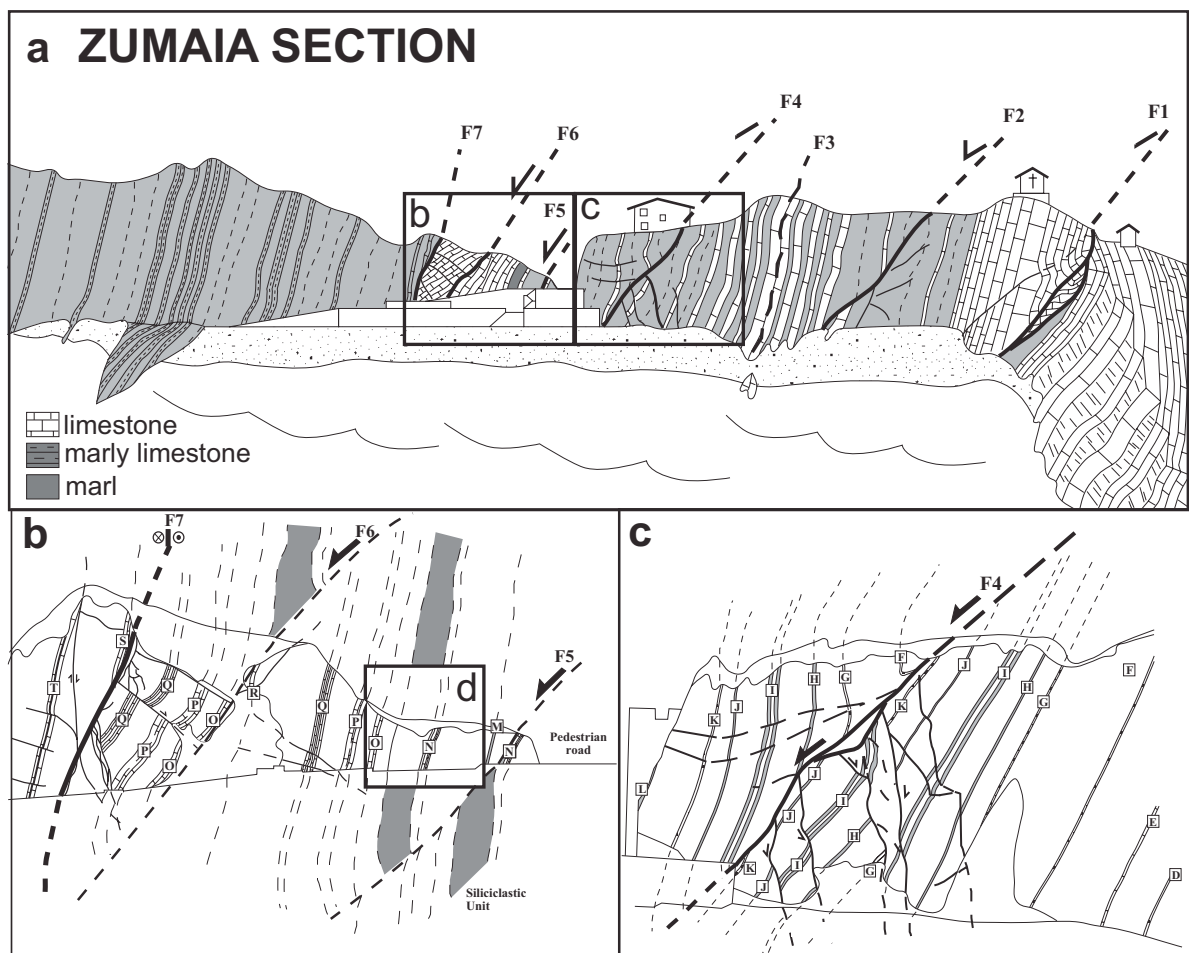 a ZUMAIA SECTION
F7
F6
F5
F4
F3
F2
F1
b
c
limestone
marly limestone
marl
b
F7
F6
F5
S
T
Q
P
O
Q
P
O
R
Q
P
O
N
M
N
d
Pedestrian
road
Siliciclastic
Unit
c
F4
F
J
I
H
G
K
J
I
H
G
K
F
L
J
I
J
H
K
I
J
G
E
D